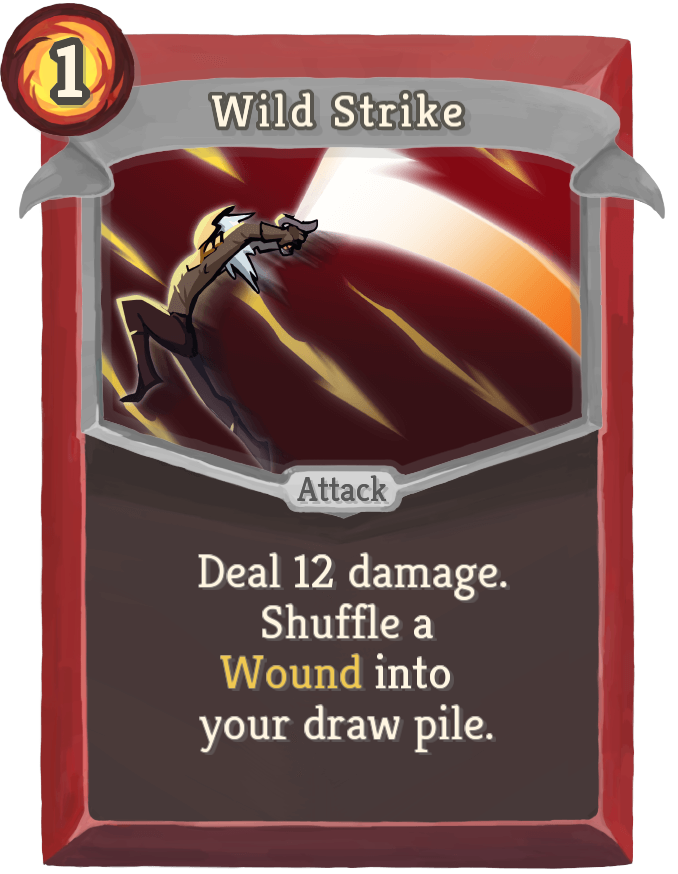 1
Wild Strike
Attack
Deal 12 damage.
Shuffle a
Wound into
your draw pile.